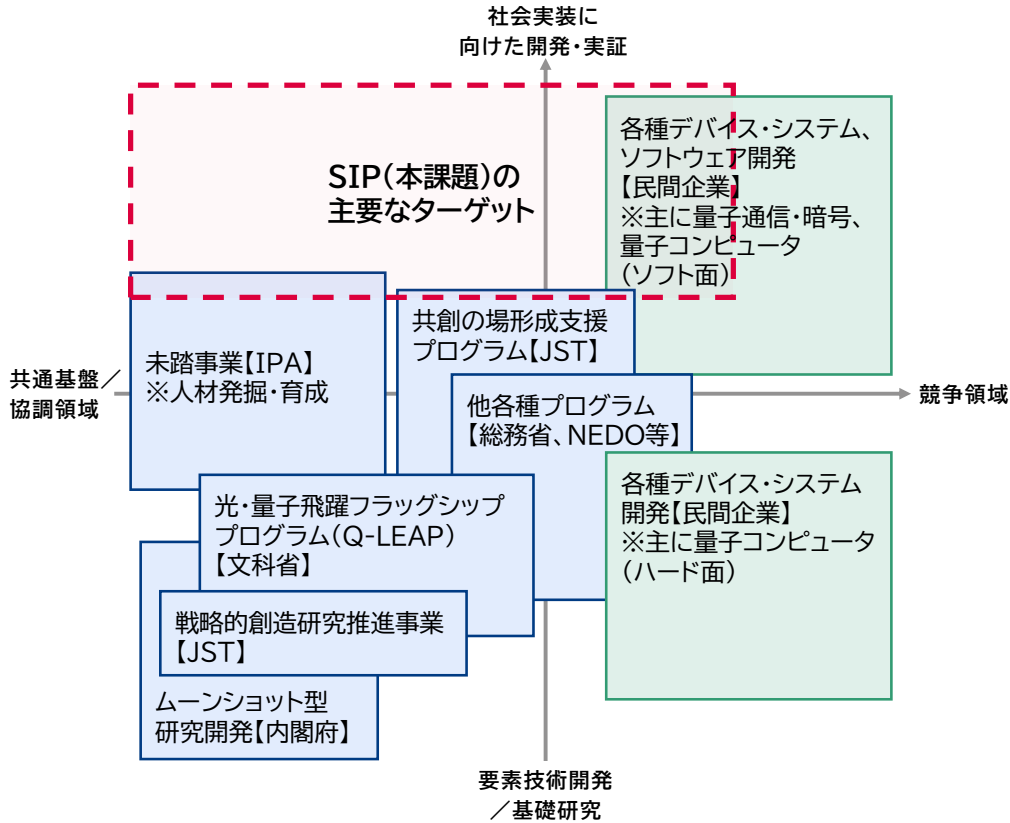 社会実装に
向けた開発・実証
各種デバイス・システム、
ソフトウェア開発
【民間企業】
※主に量子通信・暗号、
量子コンピュータ
(ソフト面)
SIP(本課題)の
主要なターゲット
共創の場形成支援
プログラム【JST】
未踏事業【IPA】
※人材発掘・育成
共通基盤/
協調領域
競争領域
他各種プログラム
【総務省、NEDO等】
各種デバイス・システム
開発【民間企業】
※主に量子コンピュータ
(ハード面)
光・量子飛躍フラッグシップ
プログラム(Q-LEAP)
【文科省】
戦略的創造研究推進事業
【JST】
ムーンショット型
研究開発【内閣府】
要素技術開発
/基礎研究